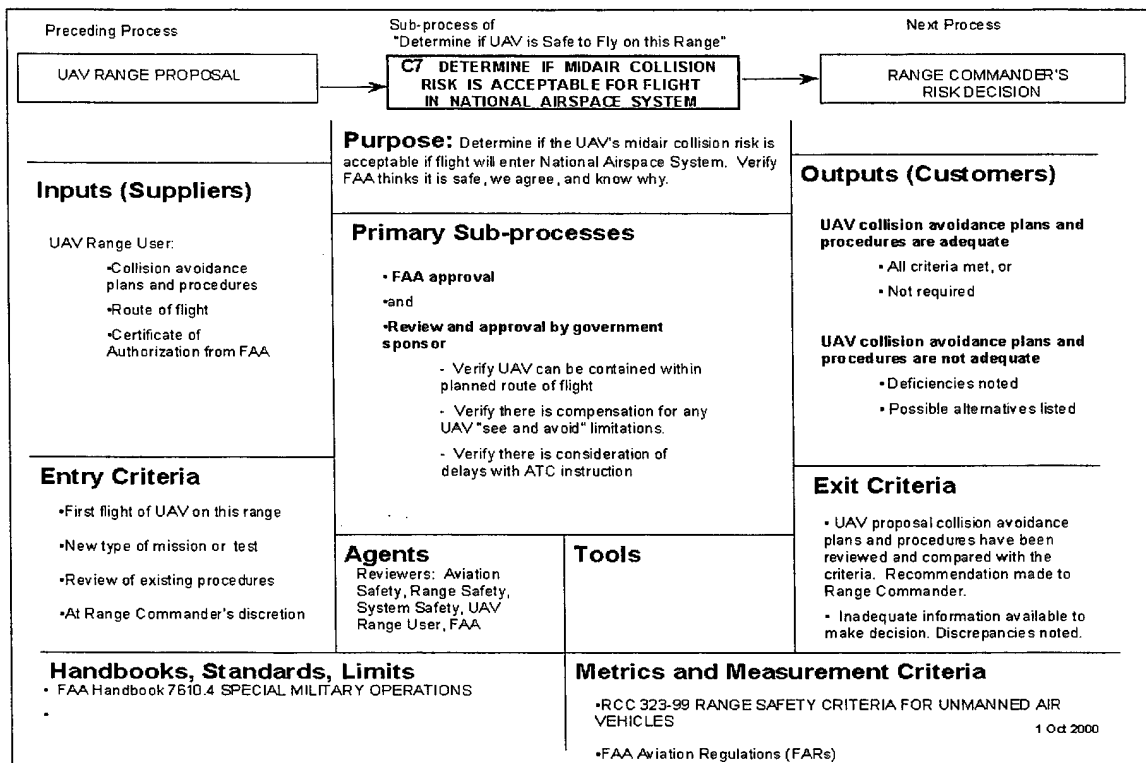 Preceding Process
Sub-process of
"Determine if UAV is Safe to Fly on this Range"
Next Process
UAV RANGE PROPOSAL
C7 DETERMINE IF MIDAIR COLLISION
RISK IS ACCEPTABLE FOR FLIGHT
IN NATIONAL AIRSPACE SYSTEM
RANGE COMMANDER'S
RISK DECISION
Purpose: Determine if the UAV's midair collision risk is
acceptable if flight will enter National Airspace System. Verify
FAA thinks it is safe, we agree, and know why.
Inputs (Suppliers)
UAV Range User:
•Collision avoidance
plans and procedures
•Route of flight
•Certificate of
Authorization from FAA
Primary Sub-processes
• FAA approval
•and
•Review and approval by government
sponsor
- Verify UAV can be contained within
planned route of flight
- Verify there is compensation for any
UAV "see and avoid" limitations.
- Verify there is consideration of
delays with ATC instruction
Outputs (Customers)
UAV collision avoidance plans and
procedures are adequate
•All criteria met, or
•Not required
UAV collision avoidance plans and
procedures are not adequate
•Deficiencies noted
•Possible alternatives listed
Entry Criteria
•First flight of UAV on this range
•New type of mission or test
•Review of existing procedures
•At Range Commander's discretion
Agents
Reviewers: Aviation
Safety, Range Safety,
System Safety, UAV
Range User, FAA
Tools
Exit Criteria
• UAV proposal collision avoidance
plans and procedures have been
reviewed and compared with the
criteria. Recommendation made to
Range Commander.
• Inadequate information available to
make decision. Discrepancies noted.
Handbooks, Standards, Limits
• FAA Handbook 7610.4 SPECIAL MILITARY OPERATIONS
•
Metrics and Measurement Criteria
•RCC 323-99 RANGE SAFETY CRITERIA FOR UNMANNED AIR
VEHICLES
1 Oct 2000
•FAA Aviation Regulations (FARs)